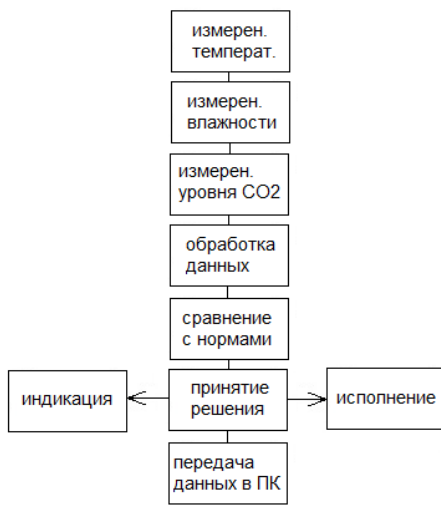 измерен.
температ.
измерен.
влажности
измерен.
уровня СО2
обработка
данных
сравнение
с нормами
индикация
принятие
решения
исполнение
передача
данных в ПК